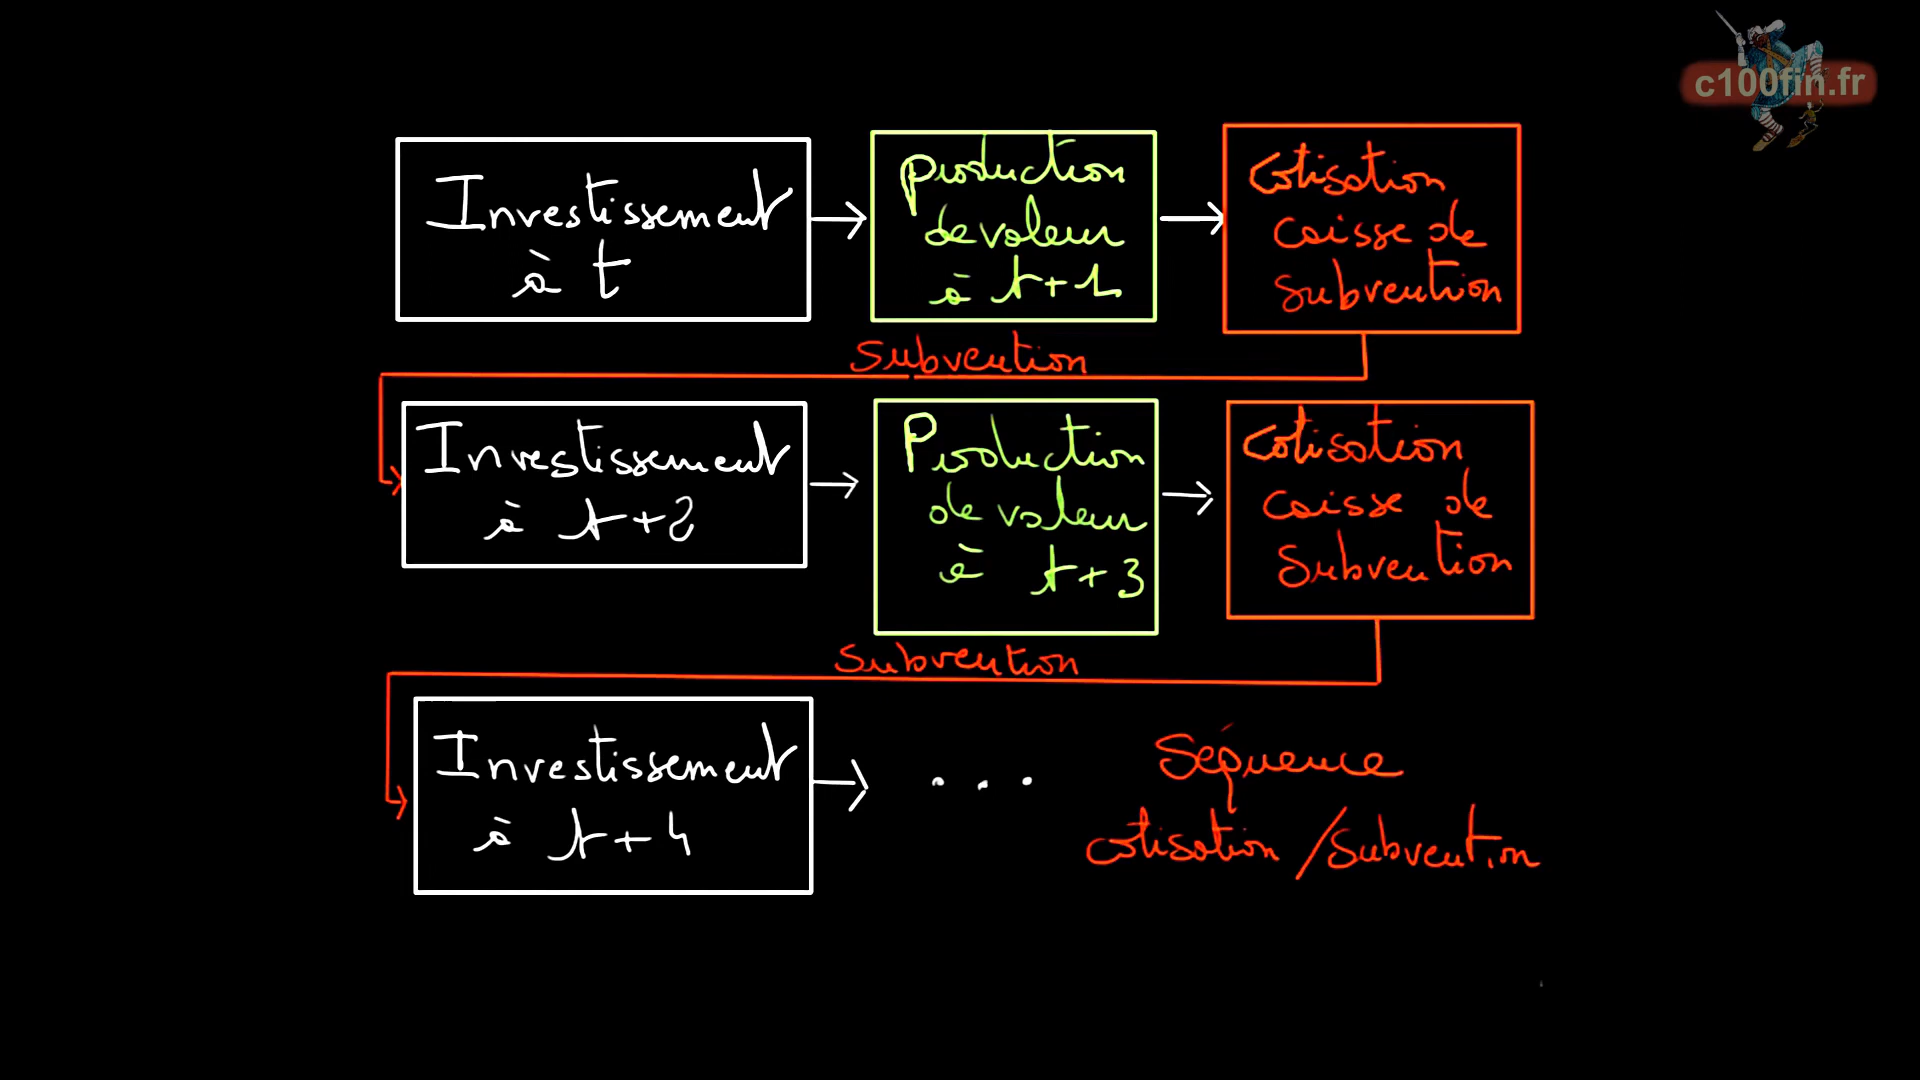 c100fin.fr
Investissement
à t
production
de valeur
à t+1
Cotisation
caisse de
subvention
Subvention
Investissement
à t+2
Production
de valeur
à t+3
Cotisation
caisse de
subvention
Subvention
Investissement
à t+4
...
Séquence
cotisation/subvention